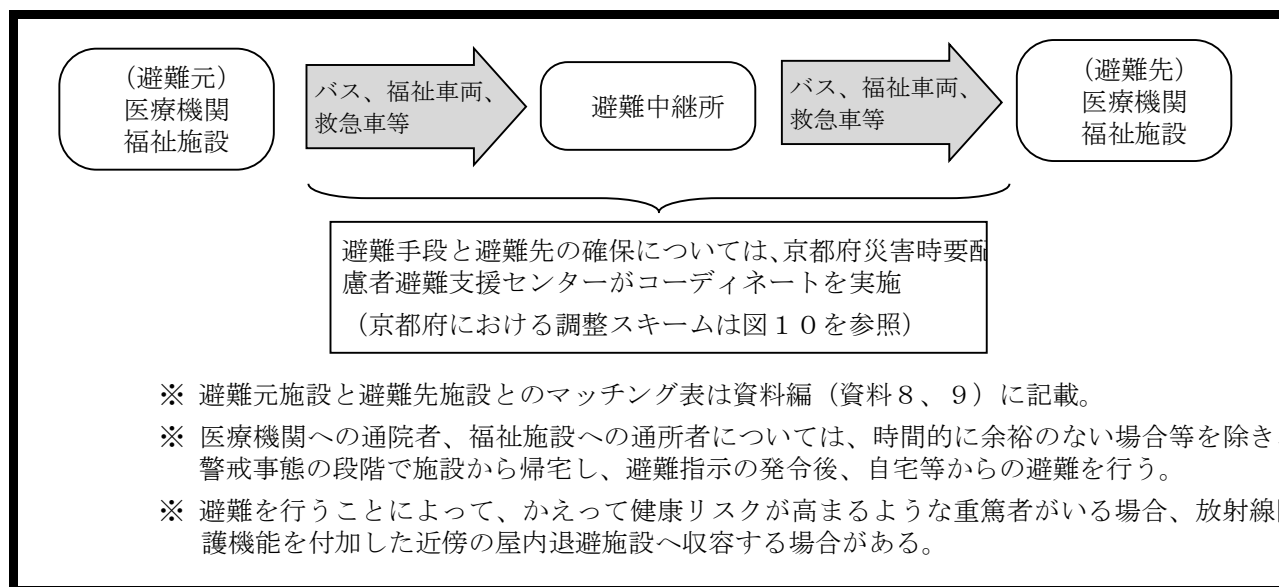 (避難元)
医療機関
福祉施設
バス、福祉車両、
救急車等
避難中継所
バス、福祉車両、
救急車等
(避難先)
医療機関
福祉施設
避難手段と避難先の確保については、京都府災害時要配
慮者避難支援センターがコーディネートを実施
（京都府における調整スキームは図１０を参照）
※ 避難元施設と避難先施設とのマッチング表は資料編（資料８、９）に記載。
※ 医療機関への通院者、福祉施設への通所者については、時間的に余裕のない場合等を除き、
警戒事態の段階で施設から帰宅し、避難指示の発令後、自宅等からの避難を行う。
※ 避難を行うことによって、かえって健康リスクが高まるような重篤者がいる場合、放射線
護機能を付加した近傍の屋内退避施設へ収容する場合がある。